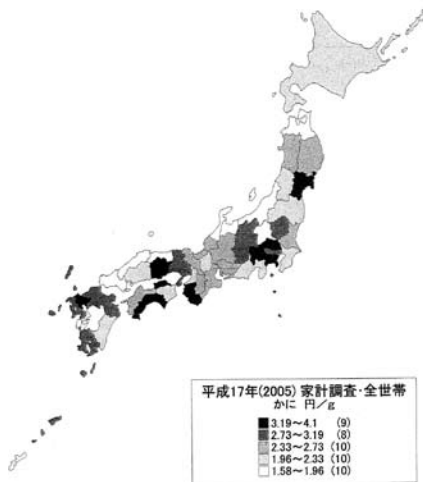 平成17年(2005) 家計調査・全世帯
かに 円/g
3.19～4.1 (9)
2.73～3.19 (8)
2.33～2.73 (10)
1.96～2.33 (10)
1.58～1.96 (10)